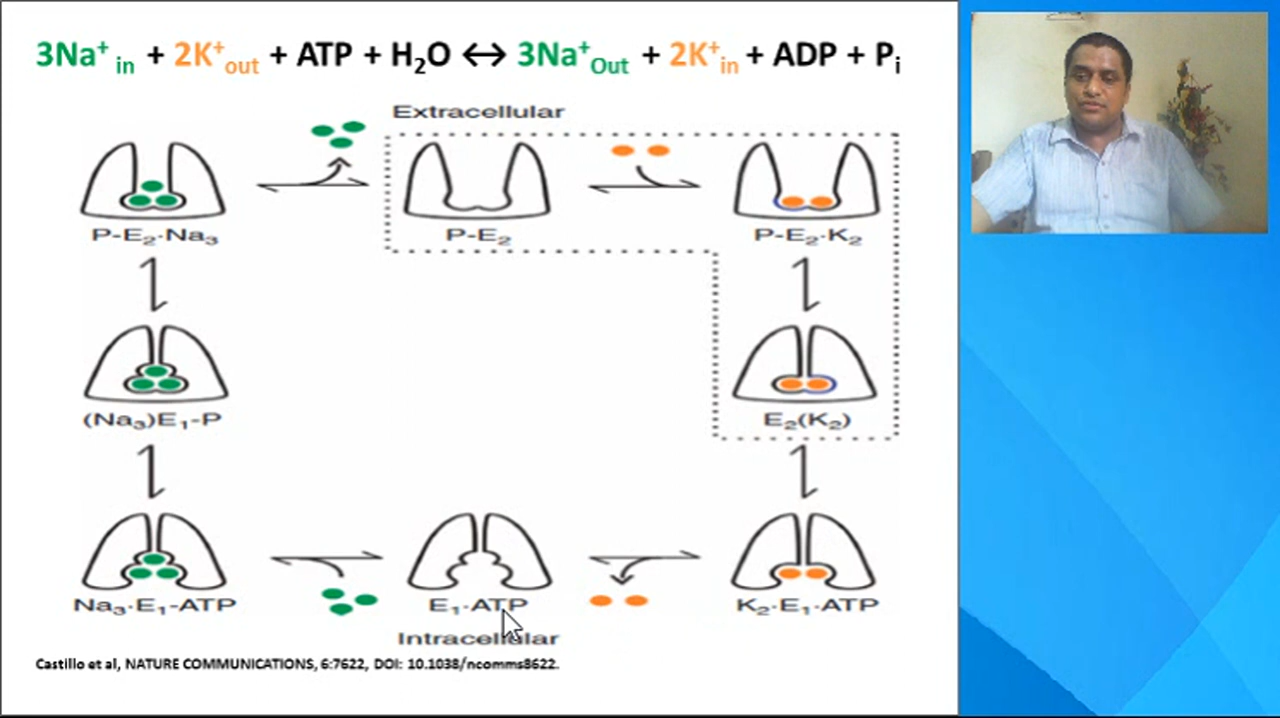 3Na⁺ in + 2K⁺out + ATP + H₂O ↔ 3Na⁺Out + 2K⁺in + ADP + Pi
Extracellular
P-E₂·Na₃
P-E₂
P-E₂·K₂
(Na₃)E₁-P
E₂(K₂)
Na₃·E₁-ATP
E₁·ATP
K₂·E₁·ATP
Intracellular
Castillo et al, NATURE COMMUNICATIONS, 6:7622, DOI: 10.1038/ncomms8622.